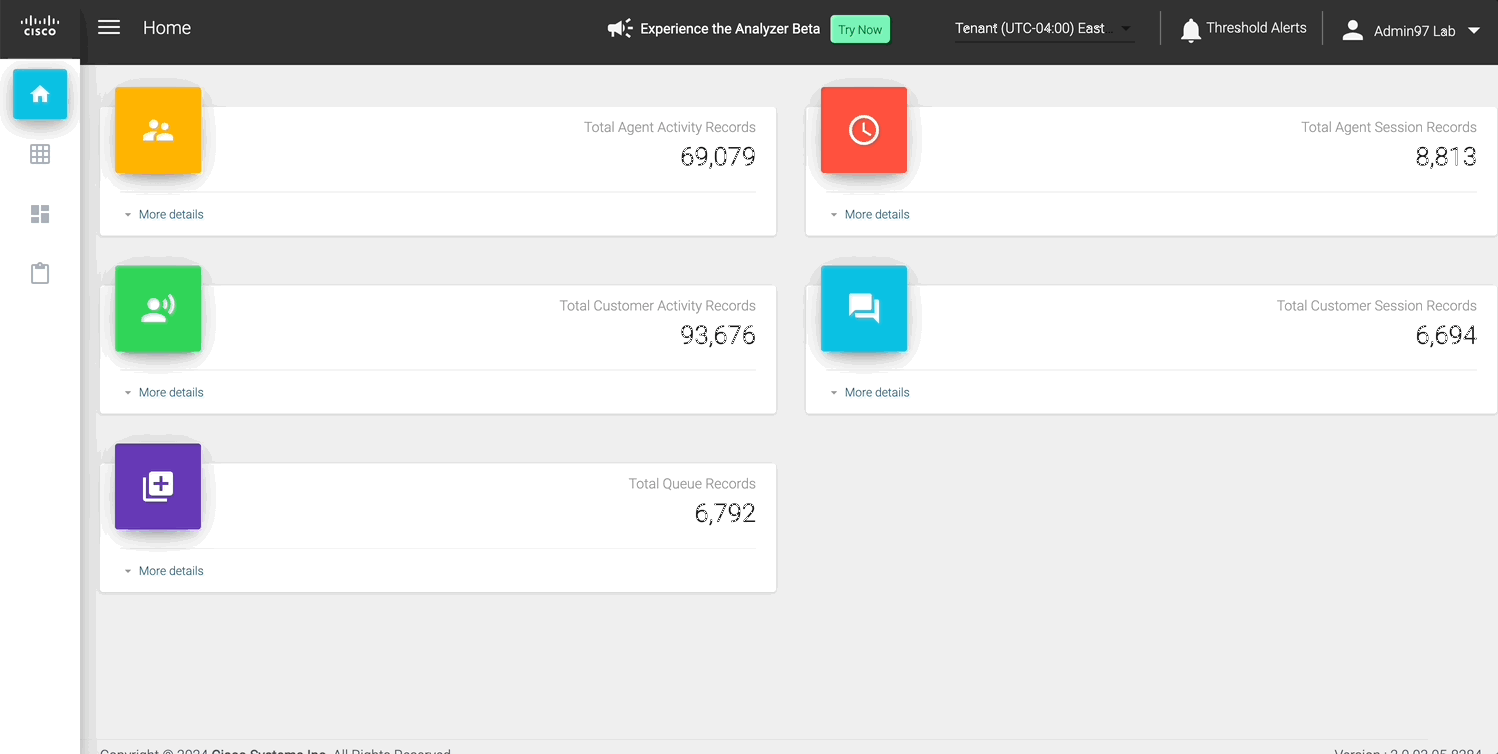 cisco
Home
Experience the Analyzer Beta
Try Now
Tenant (UTC-04:00) East...
Threshold Alerts
Admin97 Lab
Total Agent Activity Records
69,079
More details
Total Agent Session Records
8,813
More details
Total Customer Activity Records
93,676
More details
Total Customer Session Records
6,694
More details
Total Queue Records
6,792
More details
Copyright © 2024 Cisco Systems Inc. All Rights Reserved
Version :